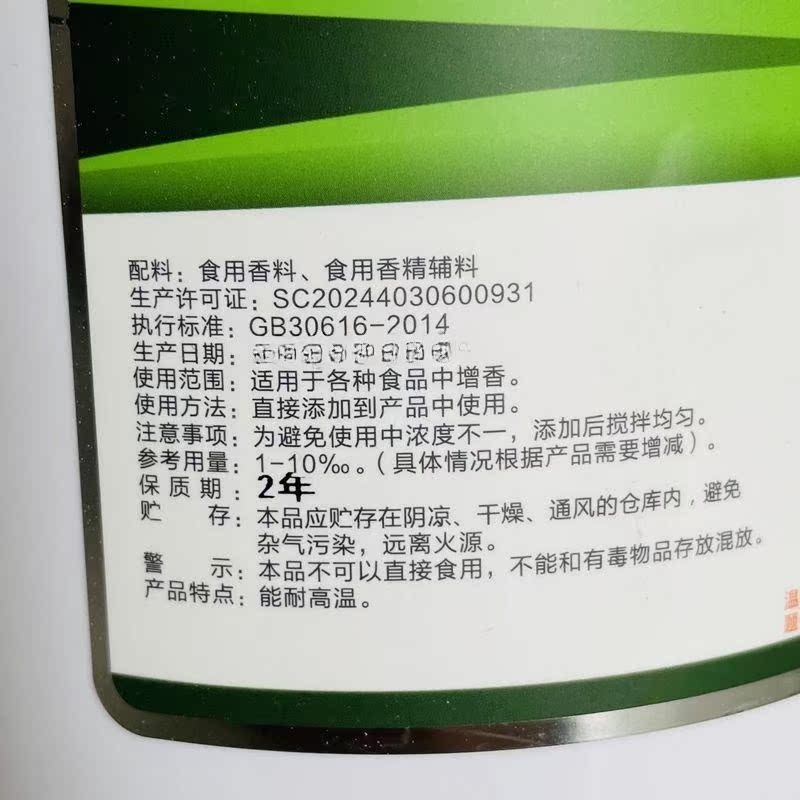 配料：食用香料、食用香精辅料
生产许可证：SC20244030600931
执行标准：GB30616-2014
生产日期：
使用范围：适用于各种食品中增香。
使用方法：直接添加到产品中使用。
注意事项：为避免使用中浓度不一，添加后搅拌均匀。
参考用量：1-10‰。（具体情况根据产品需要增减）。
保质期：2年
贮 存：本品应贮存在阴凉、干燥、通风的仓库内，避免
杂气污染，远离火源。
警 示：本品不可以直接食用，不能和有毒物品存放混放。
产品特点：能耐高温。
温
题